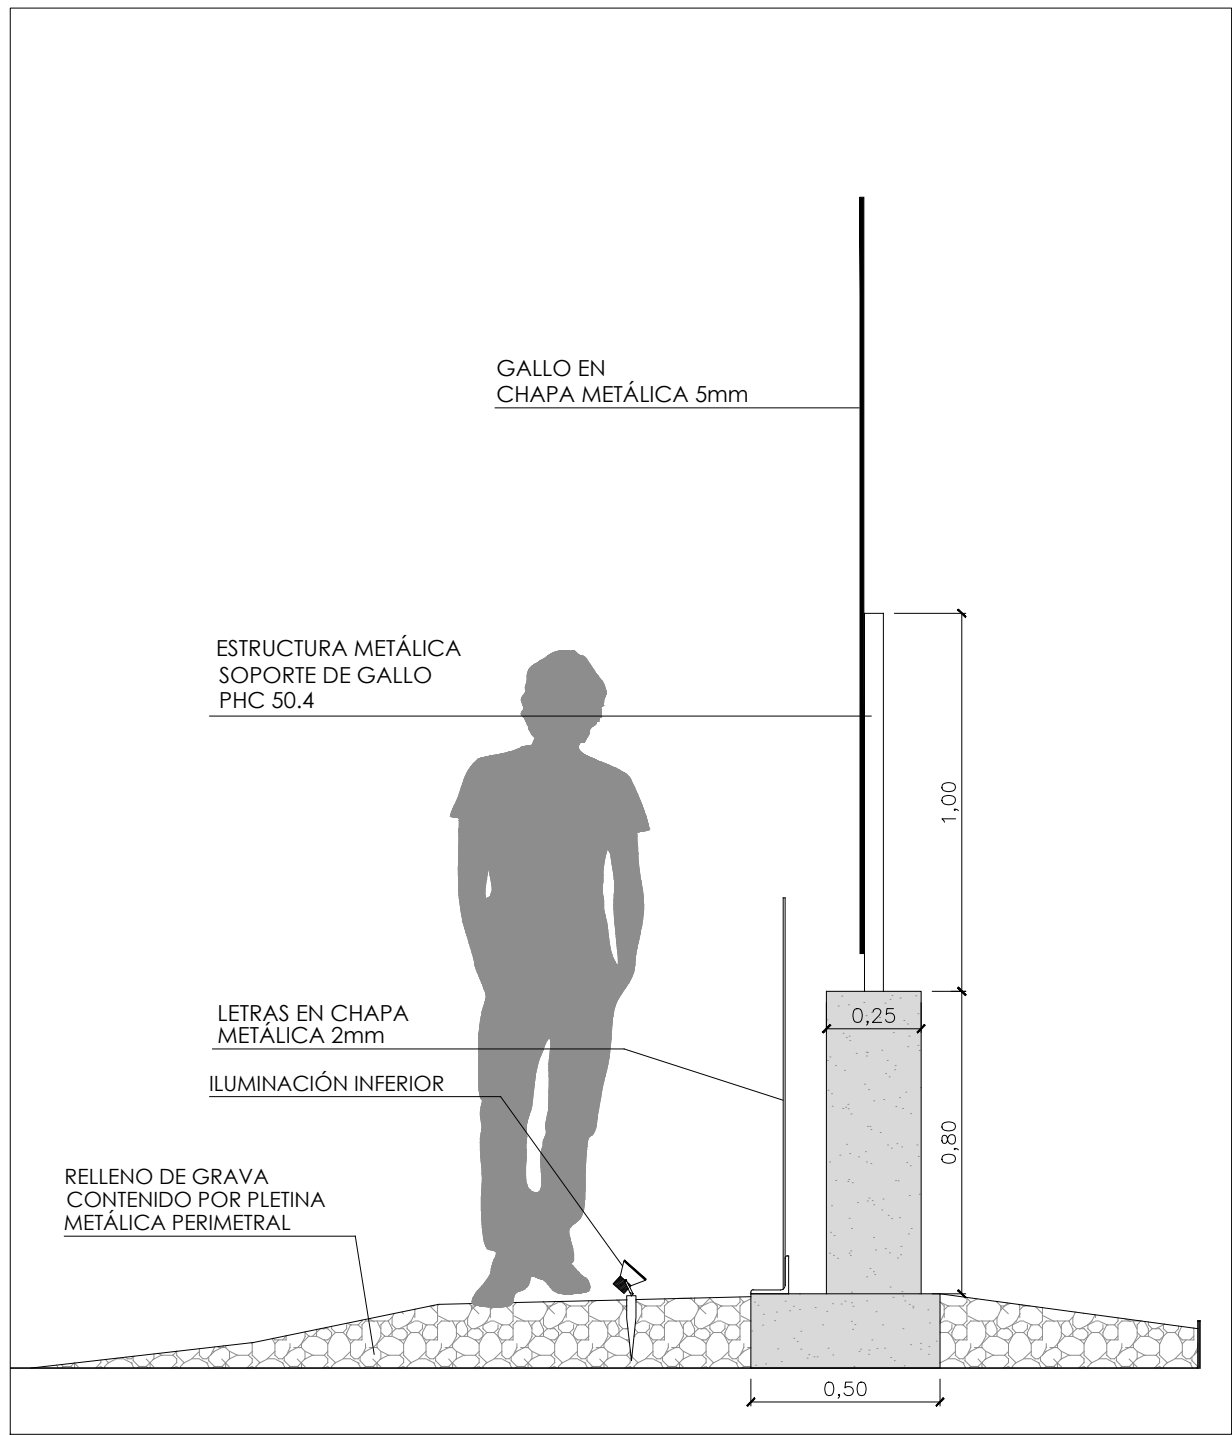 GALLO EN
CHAPA METÁLICA 5mm
ESTRUCTURA METÁLICA
SOPORTE DE GALLO
PHC 50.4
1,00
LETRAS EN CHAPA
METÁLICA 2mm
0,25
ILUMINACIÓN INFERIOR
0,80
RELLENO DE GRAVA
CONTENIDO POR PLETINA
METÁLICA PERIMETRAL
0,50